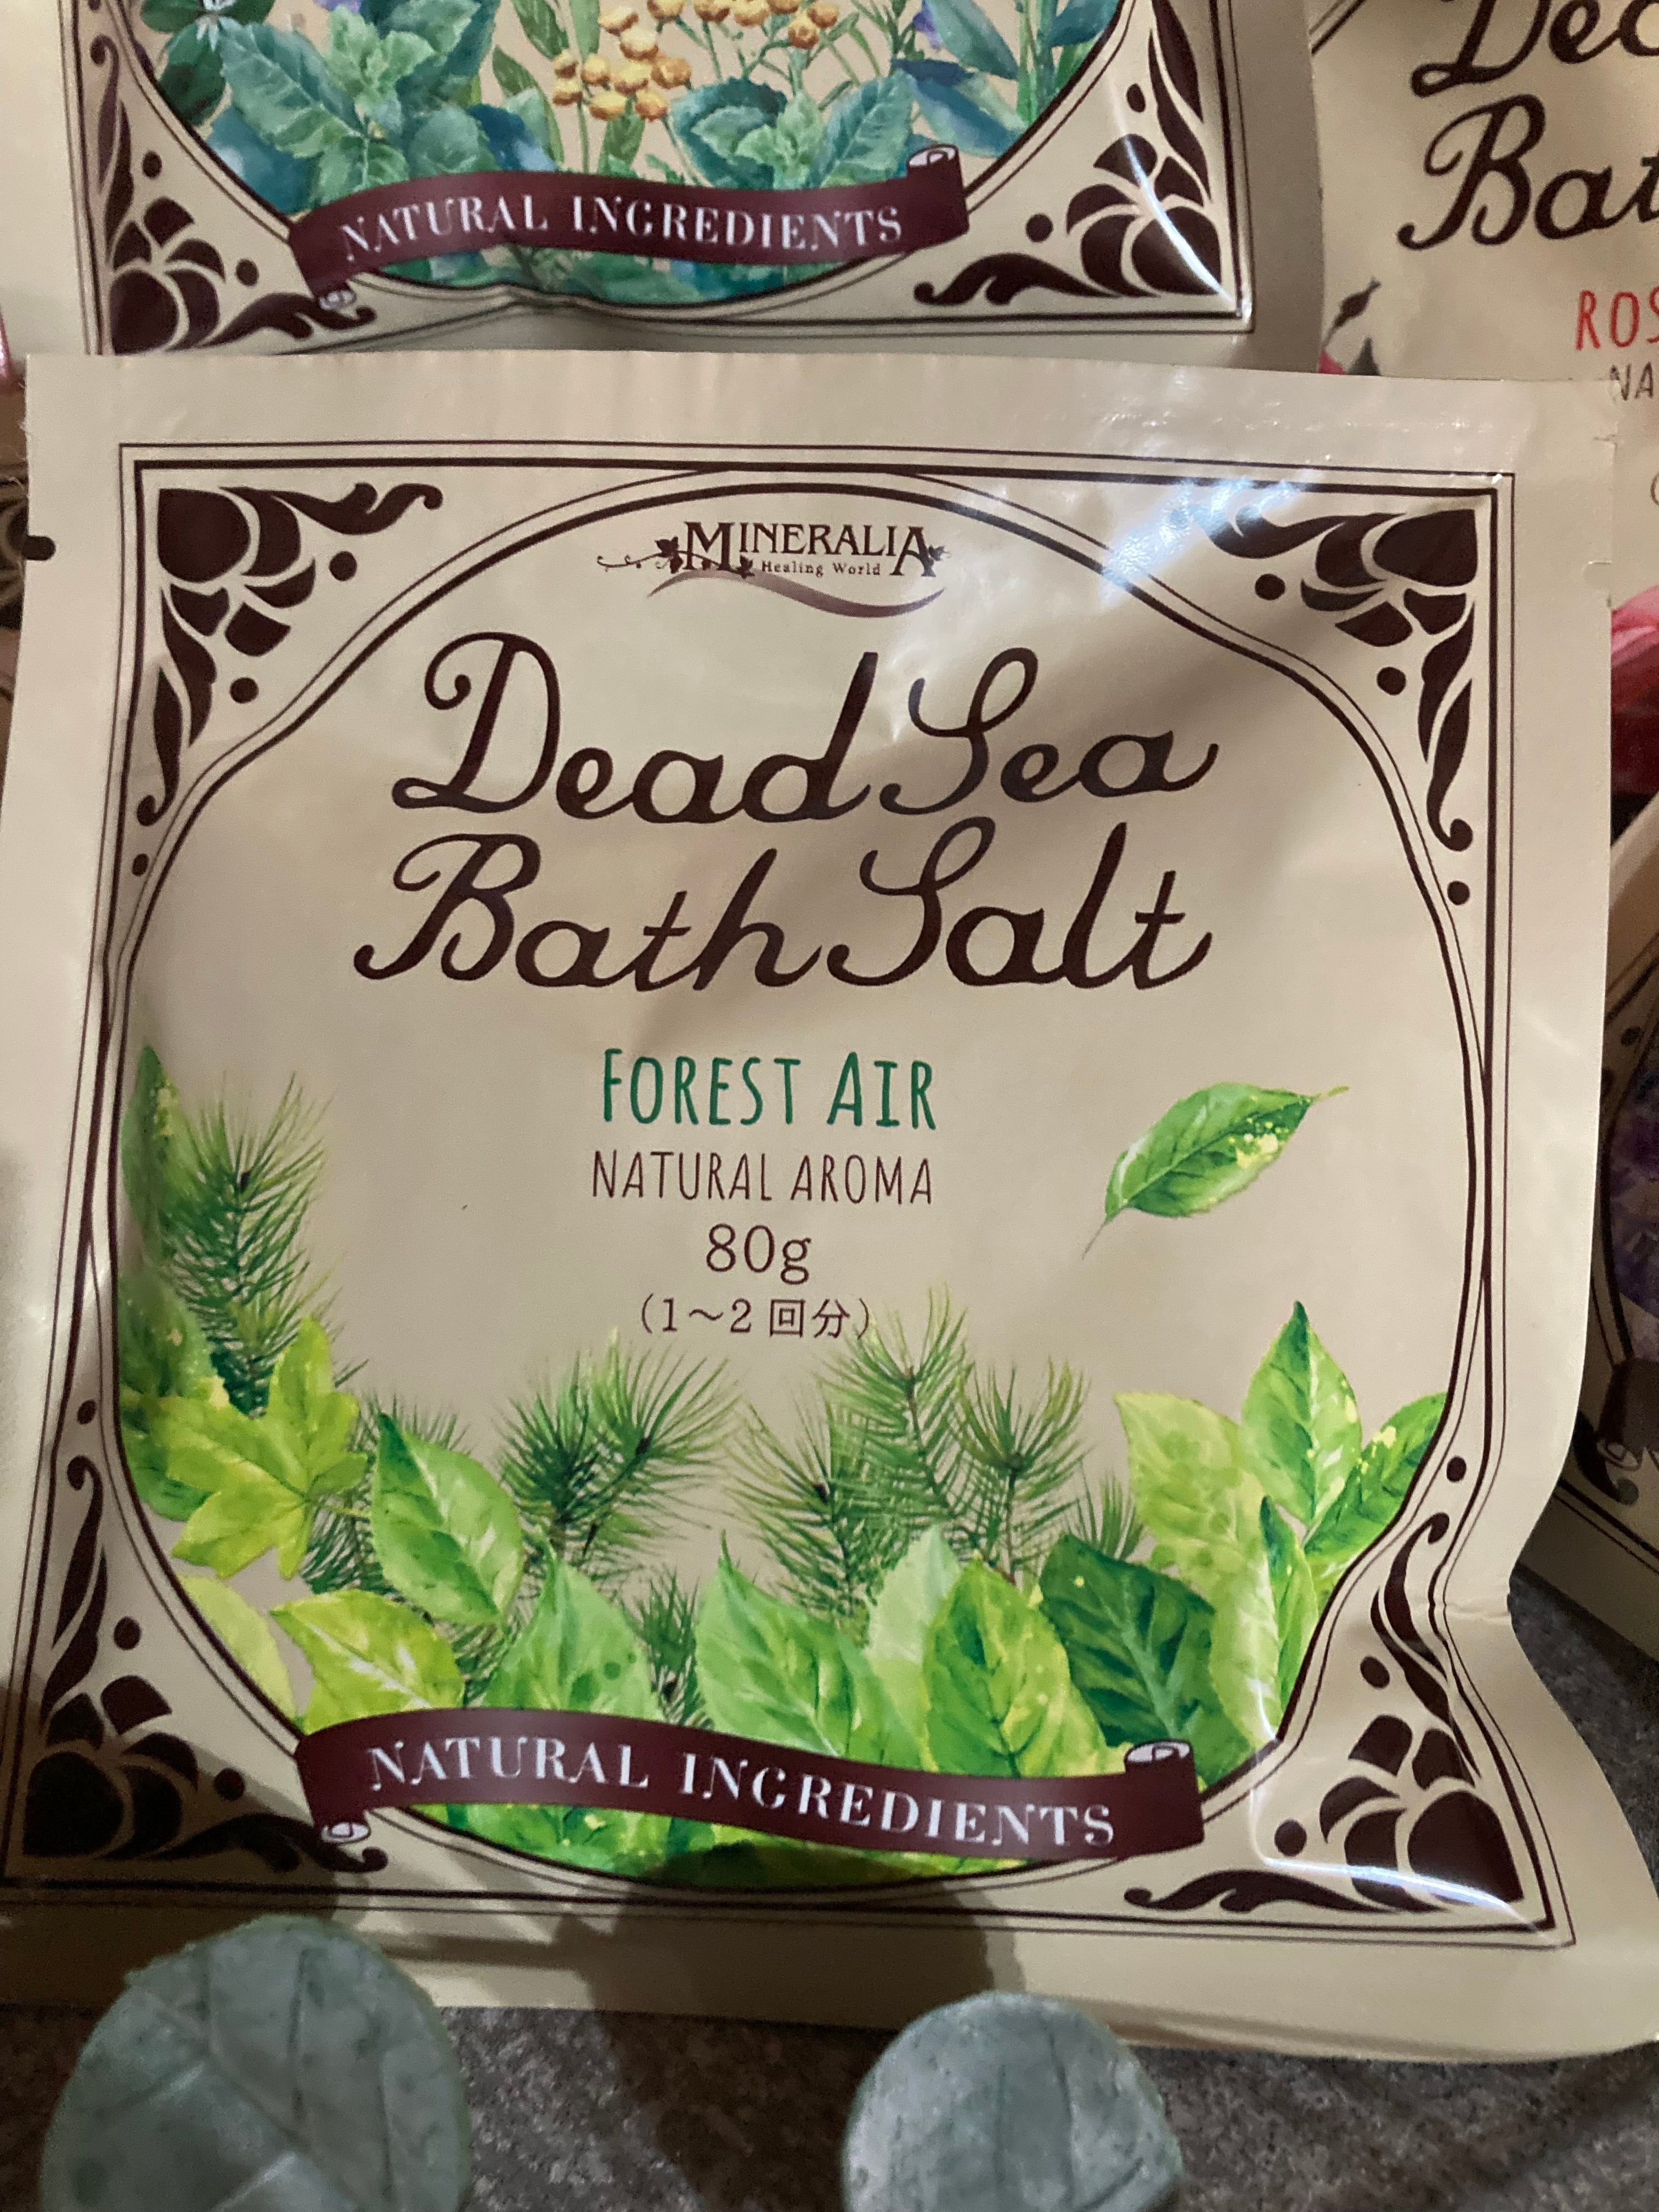 NATURAL INGREDIENTS
MINERALIA
Healing World
Dead Sea
Bath Salt
FOREST AIR
NATURAL AROMA
80g
(1～2回分)
NATURAL INGREDIENTS